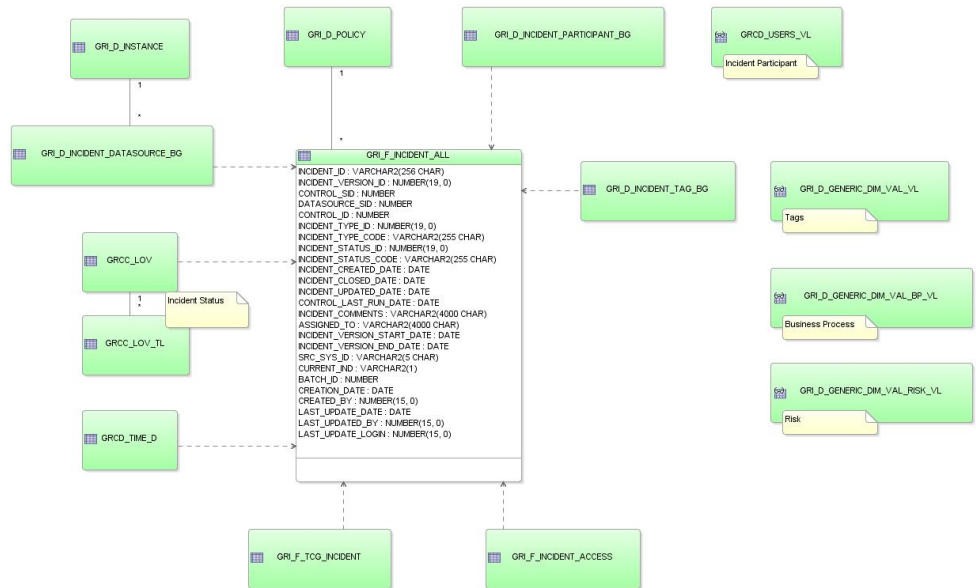 GRI_D_INSTANCE
GRI_D_POLICY
GRI_D_INCIDENT_PARTICIPANT_BG
GRCD_USERS_VL
Incident Participant
1
*
1
*
GRI_D_INCIDENT_DATASOURCE_BG
GRI_F_INCIDENT_ALL
INCIDENT_ID : VARCHAR2(256 CHAR)
INCIDENT_VERSION_ID : NUMBER(19, 0)
CONTROL_SID : NUMBER
DATASOURCE_SID : NUMBER
CONTROL_ID : NUMBER
INCIDENT_TYPE_ID : NUMBER(19, 0)
INCIDENT_TYPE_CODE : VARCHAR2(255 CHAR)
INCIDENT_STATUS_ID : NUMBER(19, 0)
INCIDENT_STATUS_CODE : VARCHAR2(255 CHAR)
INCIDENT_CREATED_DATE : DATE
INCIDENT_CLOSED_DATE : DATE
INCIDENT_UPDATED_DATE : DATE
CONTROL_LAST_RUN_DATE : DATE
INCIDENT_COMMENTS : VARCHAR2(4000 CHAR)
ASSIGNED_TO : VARCHAR2(4000 CHAR)
INCIDENT_VERSION_START_DATE : DATE
INCIDENT_VERSION_END_DATE : DATE
SRC_SYS_ID : VARCHAR2(5 CHAR)
CURRENT_IND : VARCHAR2(1)
BATCH_ID : NUMBER
CREATION_DATE : DATE
CREATED_BY : NUMBER(15, 0)
LAST_UPDATE_DATE : DATE
LAST_UPDATED_BY : NUMBER(15, 0)
LAST_UPDATE_LOGIN : NUMBER(15, 0)
GRI_D_INCIDENT_TAG_BG
GRI_D_GENERIC_DIM_VAL_VL
Tags
GRCC_LOV
1
*
Incident Status
GRCC_LOV_TL
GRI_D_GENERIC_DIM_VAL_BP_VL
Business Process
GRI_D_GENERIC_DIM_VAL_RISK_VL
Risk
GRCD_TIME_D
GRI_F_TCG_INCIDENT
GRI_F_INCIDENT_ACCESS